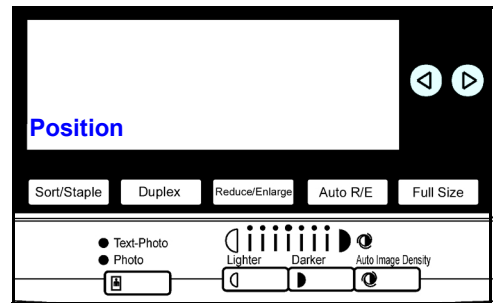 Position
Sort/Staple Duplex Reduce/Enlarge Auto R/E Full Size
Text-Photo
Photo
Lighter Darker Auto Image Density